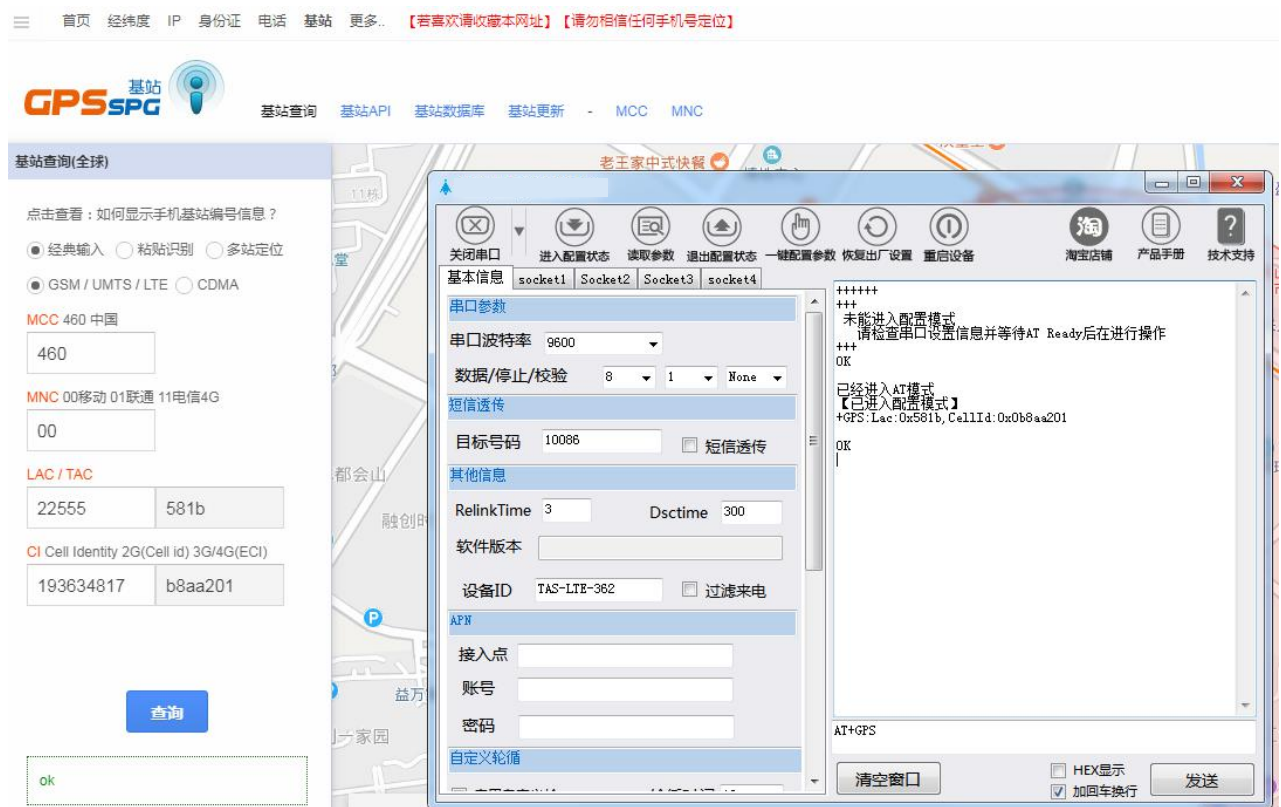 首页 经纬度 IP 身份证 电话 基站 更多.. 【若喜欢请收藏本网址】【请勿相信任何手机号定位】
GPSspg 基站
基站查询 基站API 基站数据库 基站更新 - MCC MNC
基站查询(全球)
点击查看：如何显示手机基站编号信息？
经典输入 粘贴识别 多站定位
GSM / UMTS / LTE CDMA
MCC 460 中国
460
MNC 00移动 01联通 11电信4G
00
LAC / TAC
22555 581b
CI Cell Identity 2G(Cell id) 3G/4G(ECI)
193634817 b8aa201
查询
ok
老王家中式快餐
11栋
堂
都会山
融创时
益万
家园
关闭串口 进入配置状态 读取参数 退出配置状态 一键配置参数 恢复出厂设置 重启设备 淘 淘宝店铺 产品手册 ? 技术支持
基本信息 socket1 Socket2 Socket3 socket4
串口参数
串口波特率 9600
数据/停止/校验 8 1 None
短信透传
目标号码 10086 短信透传
其他信息
RelinkTime 3 Dsctime 300
软件版本
设备ID TAS-LTE-362 过滤来电
APN
接入点
账号
密码
自定义轮循
++++++
+++
未能进入配置模式
请检查串口设置信息并等待AT Ready后在进行操作
+++
OK
已经进入AT模式
【已进入配置模式】
+GPS:Lac:0x581b,CellId:0x0b8aa201
OK
AT+GPS
清空窗口 HEX显示
加回车换行 发送